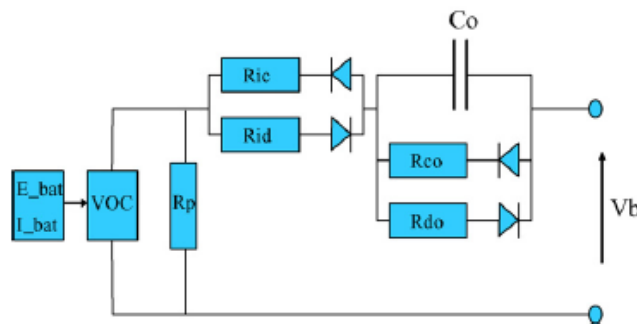 Co
Ric
Rid
Rco
Rdo
E_bat
I_bat
VOC
Rp
Vb